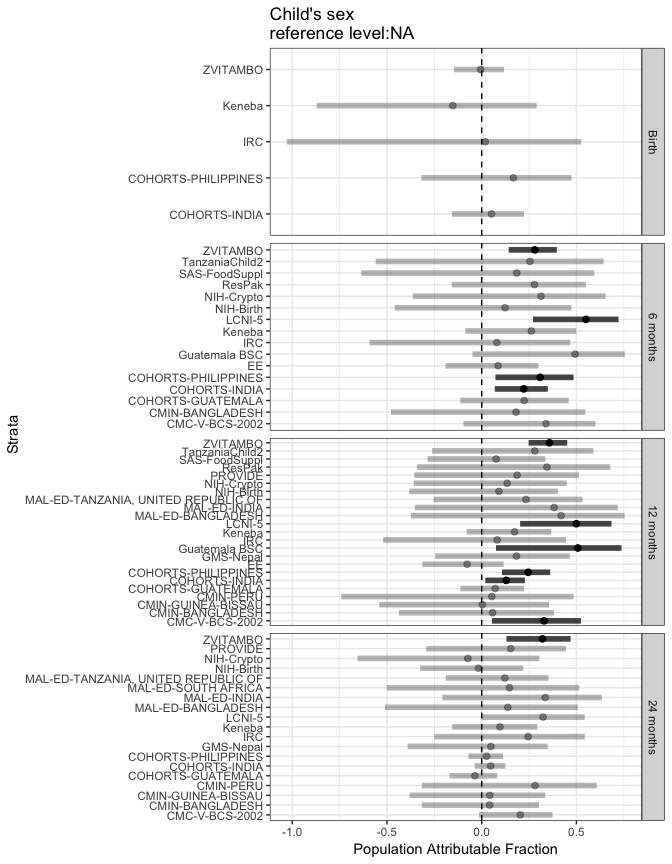 Child's sex
reference level:NA
Strata
ZVITAMBO
Keneba
IRC
COHORTS-PHILIPPINES
COHORTS-INDIA
Birth
ZVITAMBO
TanzaniaChild2
SAS-FoodSuppl
ResPak
NIH-Crypto
NIH-Birth
LCNI-5
Keneba
IRC
Guatemala BSC
EE
COHORTS-PHILIPPINES
COHORTS-INDIA
COHORTS-GUATEMALA
CMIN-BANGLADESH
CMC-V-BCS-2002
6 months
ZVITAMBO
TanzaniaChild2
SAS-FoodSuppl
ResPak
PROVIDE
NIH-Crypto
NIH-Birth
MAL-ED-TANZANIA, UNITED REPUBLIC OF
MAL-ED-INDIA
MAL-ED-BANGLADESH
LCNI-5
Keneba
IRC
Guatemala BSC
GMS-Nepal
EE
COHORTS-PHILIPPINES
COHORTS-INDIA
COHORTS-GUATEMALA
CMIN-PERU
CMIN-GUINEA-BISSAU
CMIN-BANGLADESH
CMC-V-BCS-2002
12 months
ZVITAMBO
PROVIDE
NIH-Crypto
NIH-Birth
MAL-ED-TANZANIA, UNITED REPUBLIC OF
MAL-ED-SOUTH AFRICA
MAL-ED-INDIA
MAL-ED-BANGLADESH
LCNI-5
Keneba
IRC
GMS-Nepal
COHORTS-PHILIPPINES
COHORTS-INDIA
COHORTS-GUATEMALA
CMIN-PERU
CMIN-GUINEA-BISSAU
CMIN-BANGLADESH
CMC-V-BCS-2002
24 months
-1.0 -0.5 0.0 0.5
Population Attributable Fraction